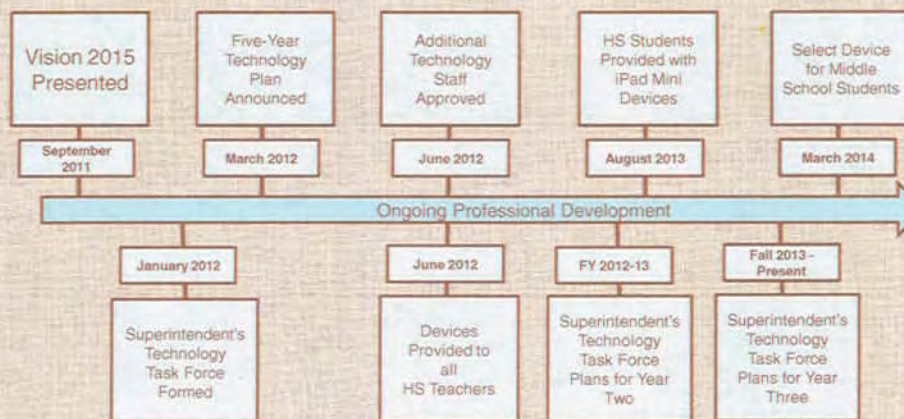 Vision 2015
Presented
Five-Year
Technology
Plan
Announced
Additional
Technology
Staff
Approved
HS Students
Provided with
iPad Mini
Devices
Select Device
for Middle
School Students
September
2011
March 2012
June 2012
August 2013
March 2014
Ongoing Professional Development
January 2012
June 2012
FY 2012-13
Fall 2013 -
Present
Superintendent's
Technology
Task Force
Formed
Devices
Provided to
all
HS Teachers
Superintendent's
Technology
Task Force
Plans for Year
Two
Superintendent's
Technology
Task Force
Plans for Year
Three